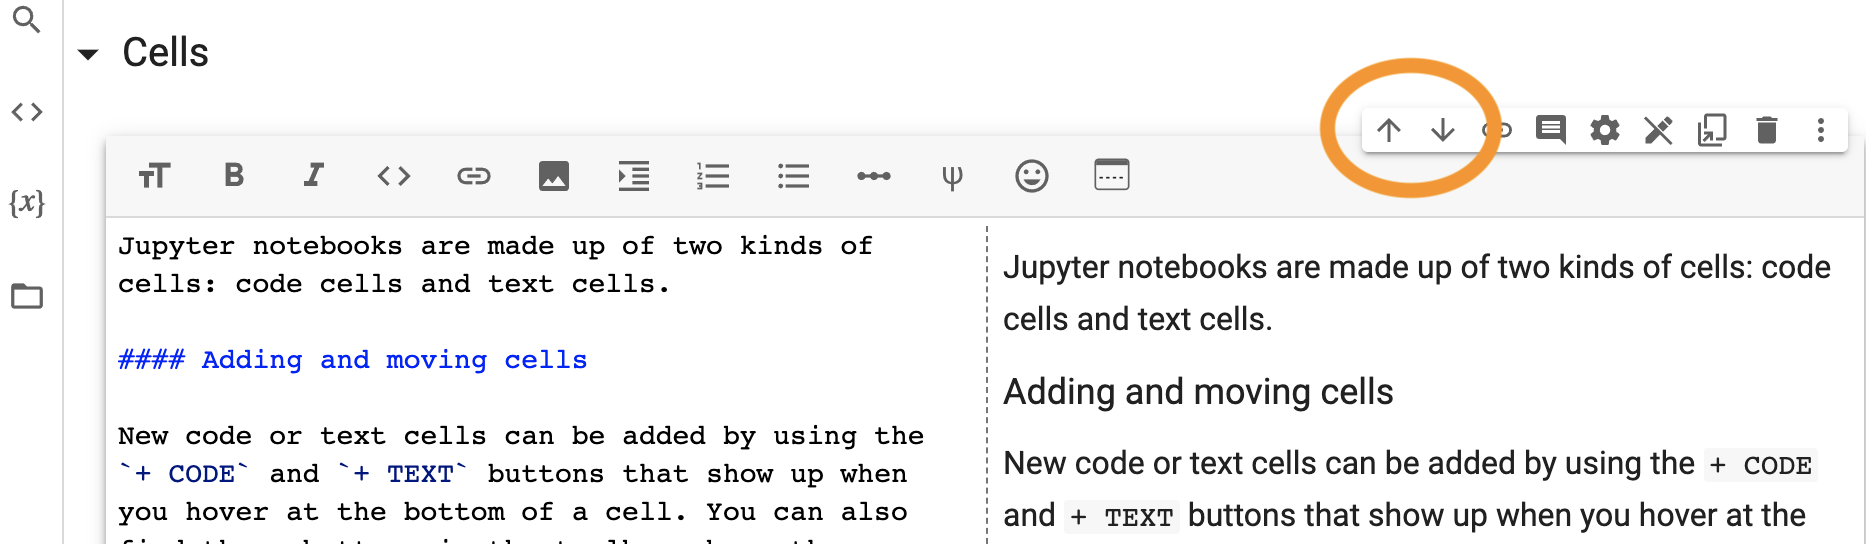 Cells
{x}
Jupyter notebooks are made up of two kinds of
cells: code cells and text cells.
#### Adding and moving cells
New code or text cells can be added by using the
`+ CODE` and `+ TEXT` buttons that show up when
you hover at the bottom of a cell. You can also
Jupyter notebooks are made up of two kinds of cells: code
cells and text cells.
Adding and moving cells
New code or text cells can be added by using the + CODE
and + TEXT buttons that show up when you hover at the